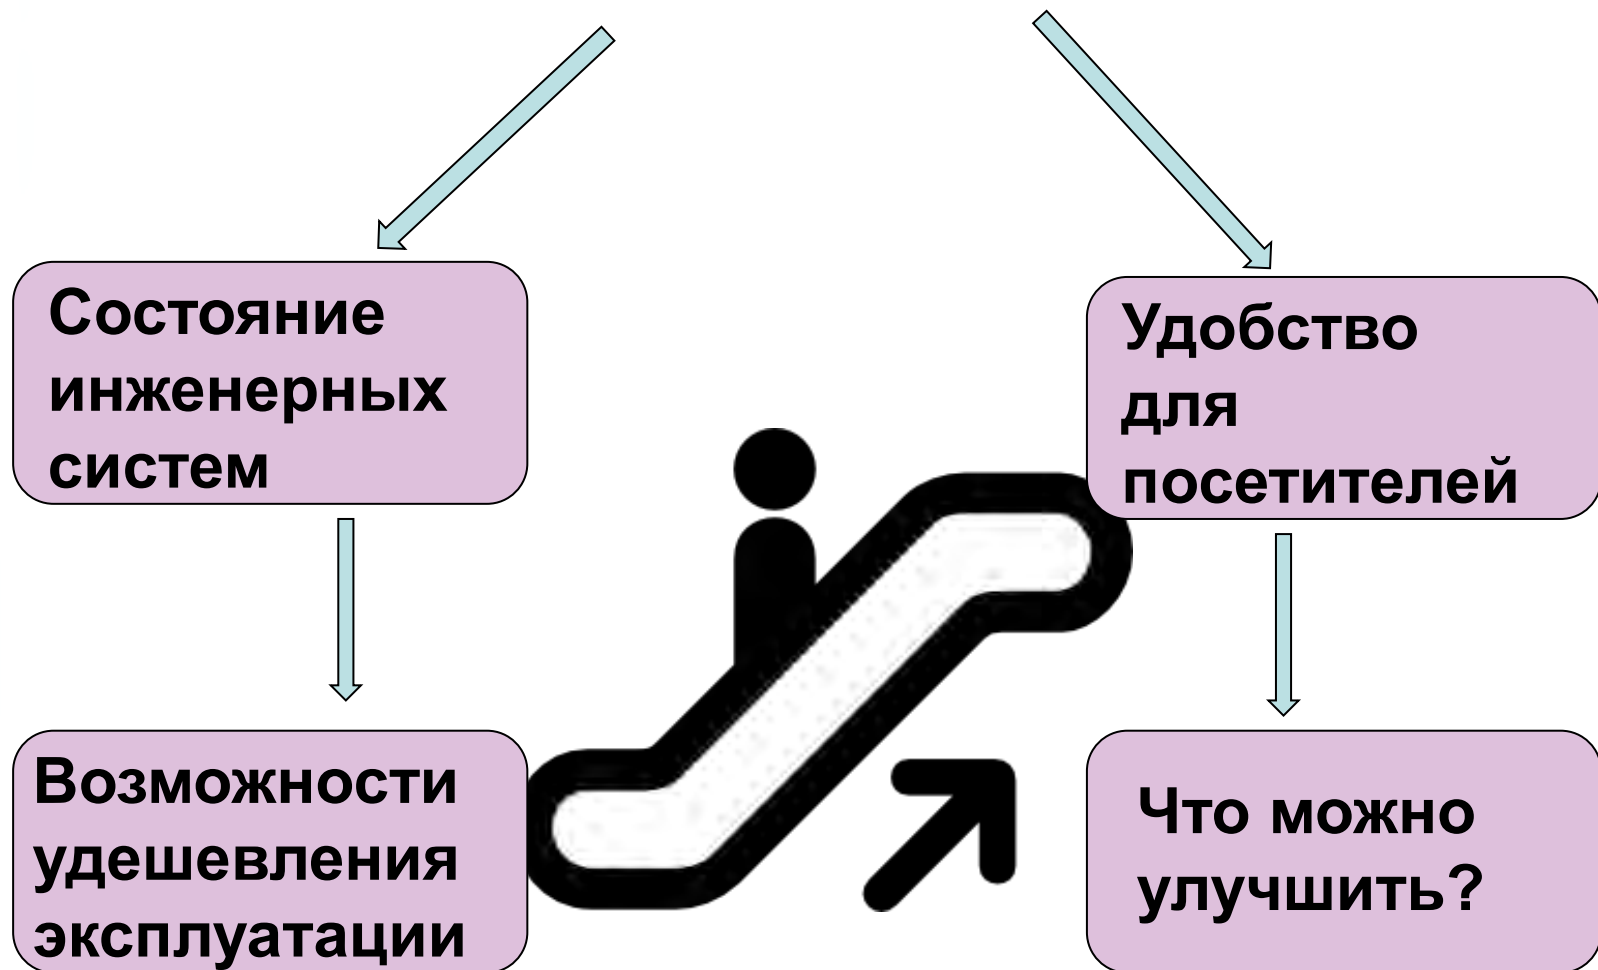 Состояние
инженерных
систем
Удобство
для
посетителей
Возможности
удешевления
эксплуатации
Что можно
улучшить?